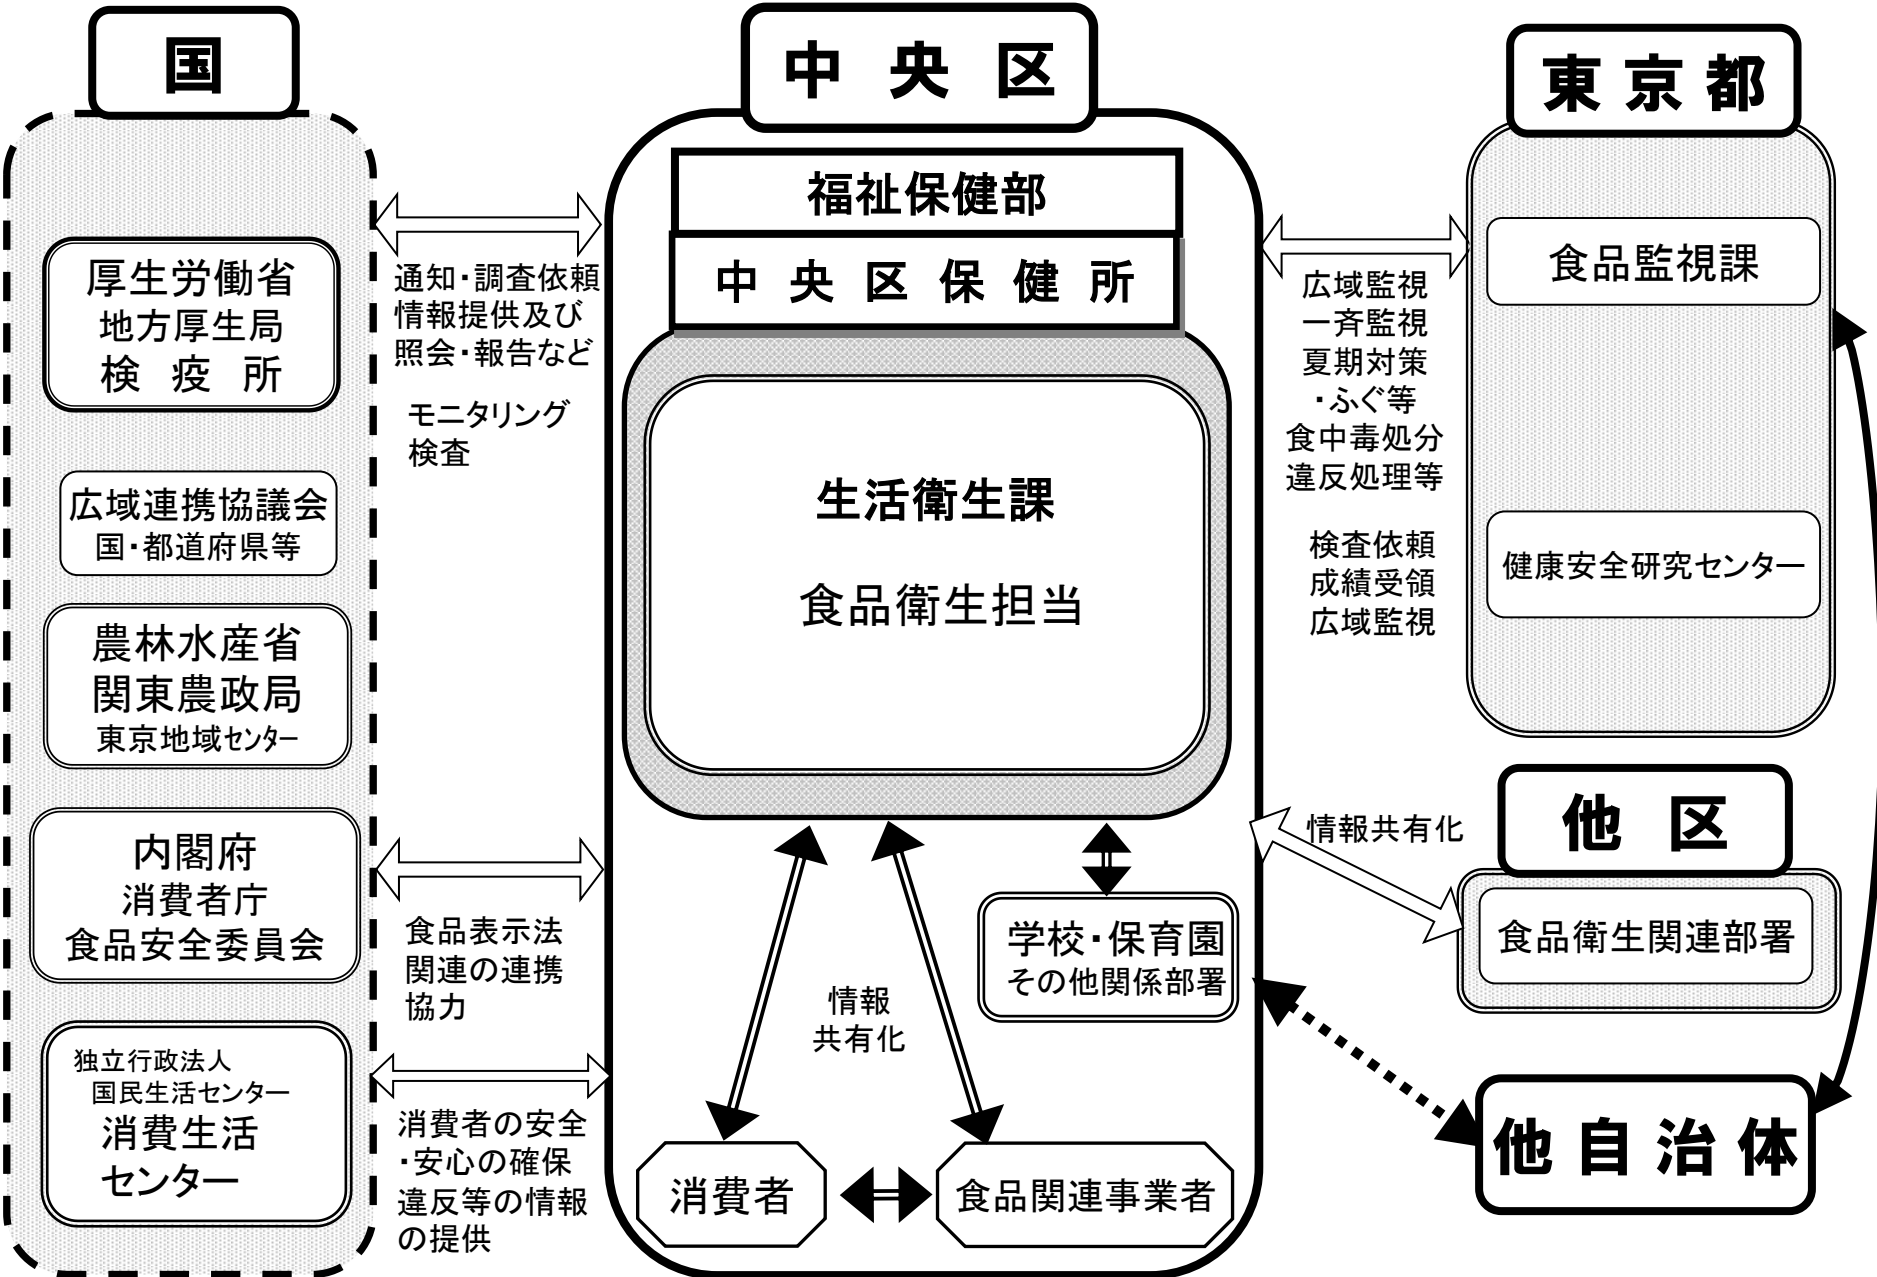 国
厚生労働省
地方厚生局
検 疫 所
広域連携協議会
国・都道府県等
農林水産省
関東農政局
東京地域センター
内閣府
消費者庁
食品安全委員会
独立行政法人
国民生活センター
消費生活
センター
通知・調査依頼
情報提供及び
照会・報告など
モニタリング
検査
食品表示法
関連の連携
協力
消費者の安全
・安心の確保
違反等の情報
の提供
中 央 区
福祉保健部
中 央 区 保 健 所
生活衛生課
食品衛生担当
情報
共有化
学校・保育園
その他関係部署
消費者
食品関連事業者
広域監視
一斉監視
夏期対策
・ふぐ等
食中毒処分
違反処理等
検査依頼
成績受領
広域監視
情報共有化
東 京 都
食品監視課
健康安全研究センター
他 区
食品衛生関連部署
他 自 治 体